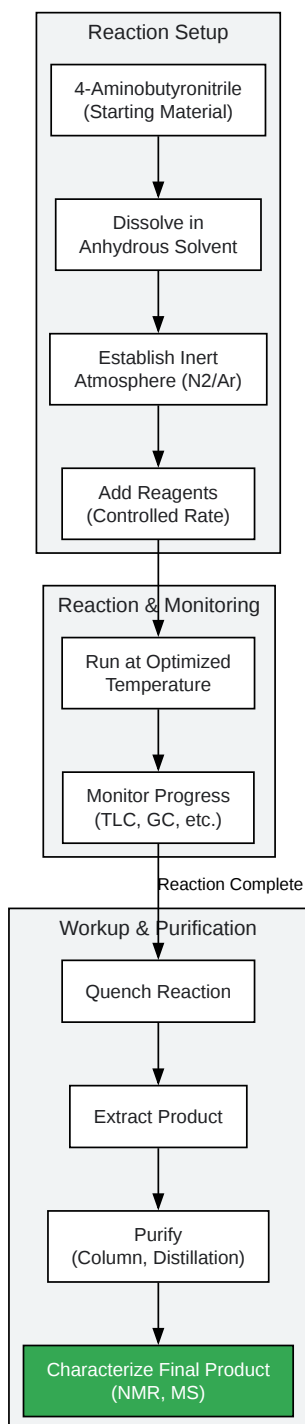 Reaction Setup
4-Aminobutyronitrile
(Starting Material)
Dissolve in
Anhydrous Solvent
Establish Inert
Atmosphere (N2/Ar)
Add Reagents
(Controlled Rate)
Reaction & Monitoring
Run at Optimized
Temperature
Monitor Progress
(TLC, GC, etc.)
Reaction Complete
Workup & Purification
Quench Reaction
Extract Product
Purify
(Column, Distillation)
Characterize Final Product
(NMR, MS)